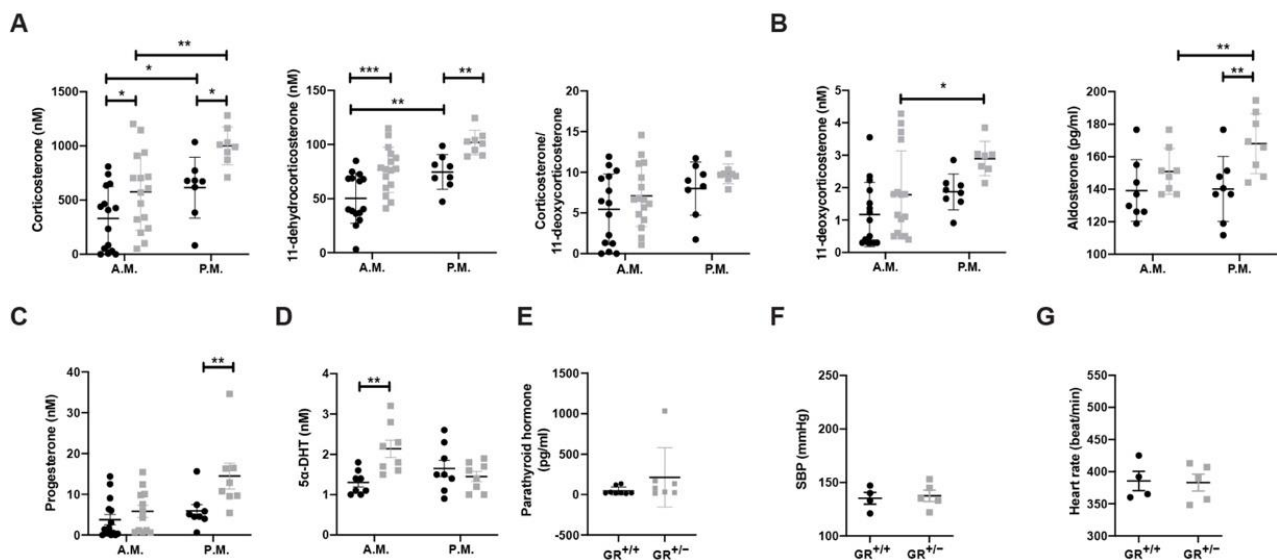 A
B
Corticosterone (nM)
1500
1000
500
0
*
*
**
*
A.M.
P.M.
11-dehydrocorticosterone (nM)
150
100
50
0
***
**
**
A.M.
P.M.
Corticosterone/
11-deoxycorticosterone
20
15
10
5
0
A.M.
P.M.
11-deoxycorticosterone (nM)
5
4
3
2
1
0
*
A.M.
P.M.
Aldosterone (pg/ml)
200
180
160
140
120
100
**
**
A.M.
P.M.
C
D
E
F
G
Progesterone (nM)
40
30
20
10
0
**
A.M.
P.M.
5α-DHT (nM)
4
3
2
1
0
**
A.M.
P.M.
Parathyroid hormone
(pg/ml)
1500
1000
500
0
-500
GR+/+
GR+/−
SBP (mmHg)
250
200
150
100
GR+/+
GR+/−
Heart rate (beat/min)
500
450
400
350
300
GR+/+
GR+/−